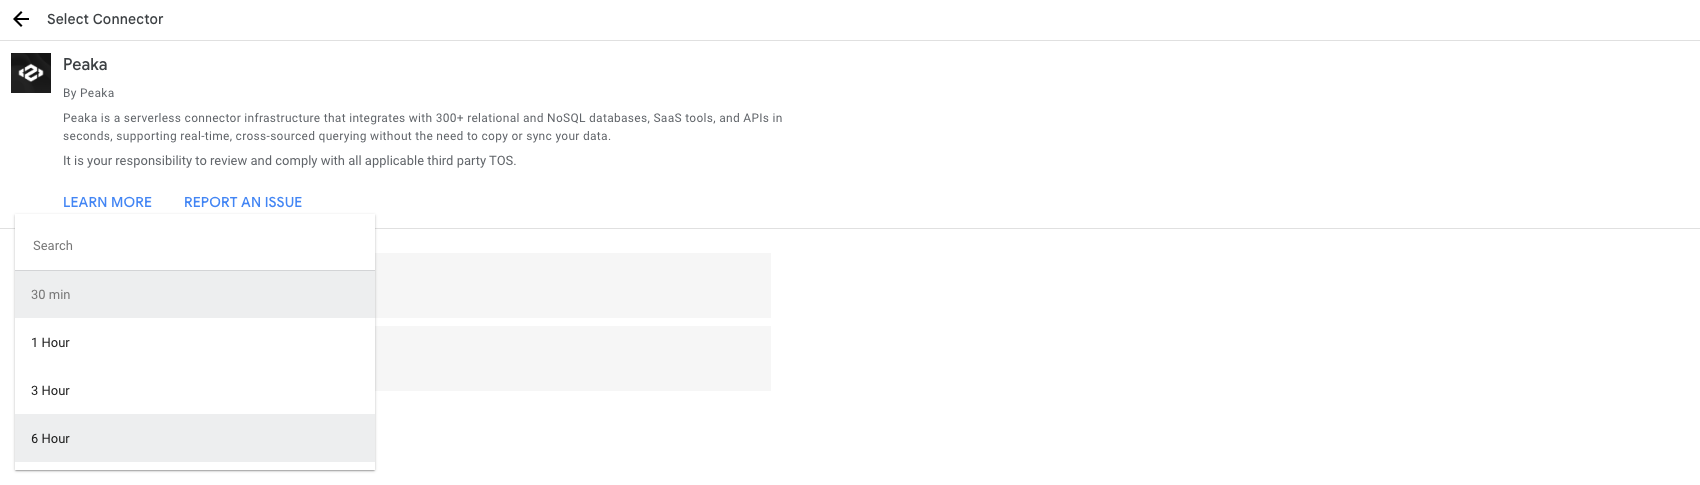 Select Connector
Peaka
By Peaka
Peaka is a serverless connector infrastructure that integrates with 300+ relational and NoSQL databases, SaaS tools, and APIs in
seconds, supporting real-time, cross-sourced querying without the need to copy or sync your data.
It is your responsibility to review and comply with all applicable third party TOS.
LEARN MORE REPORT AN ISSUE
Search
30 min
1 Hour
3 Hour
6 Hour